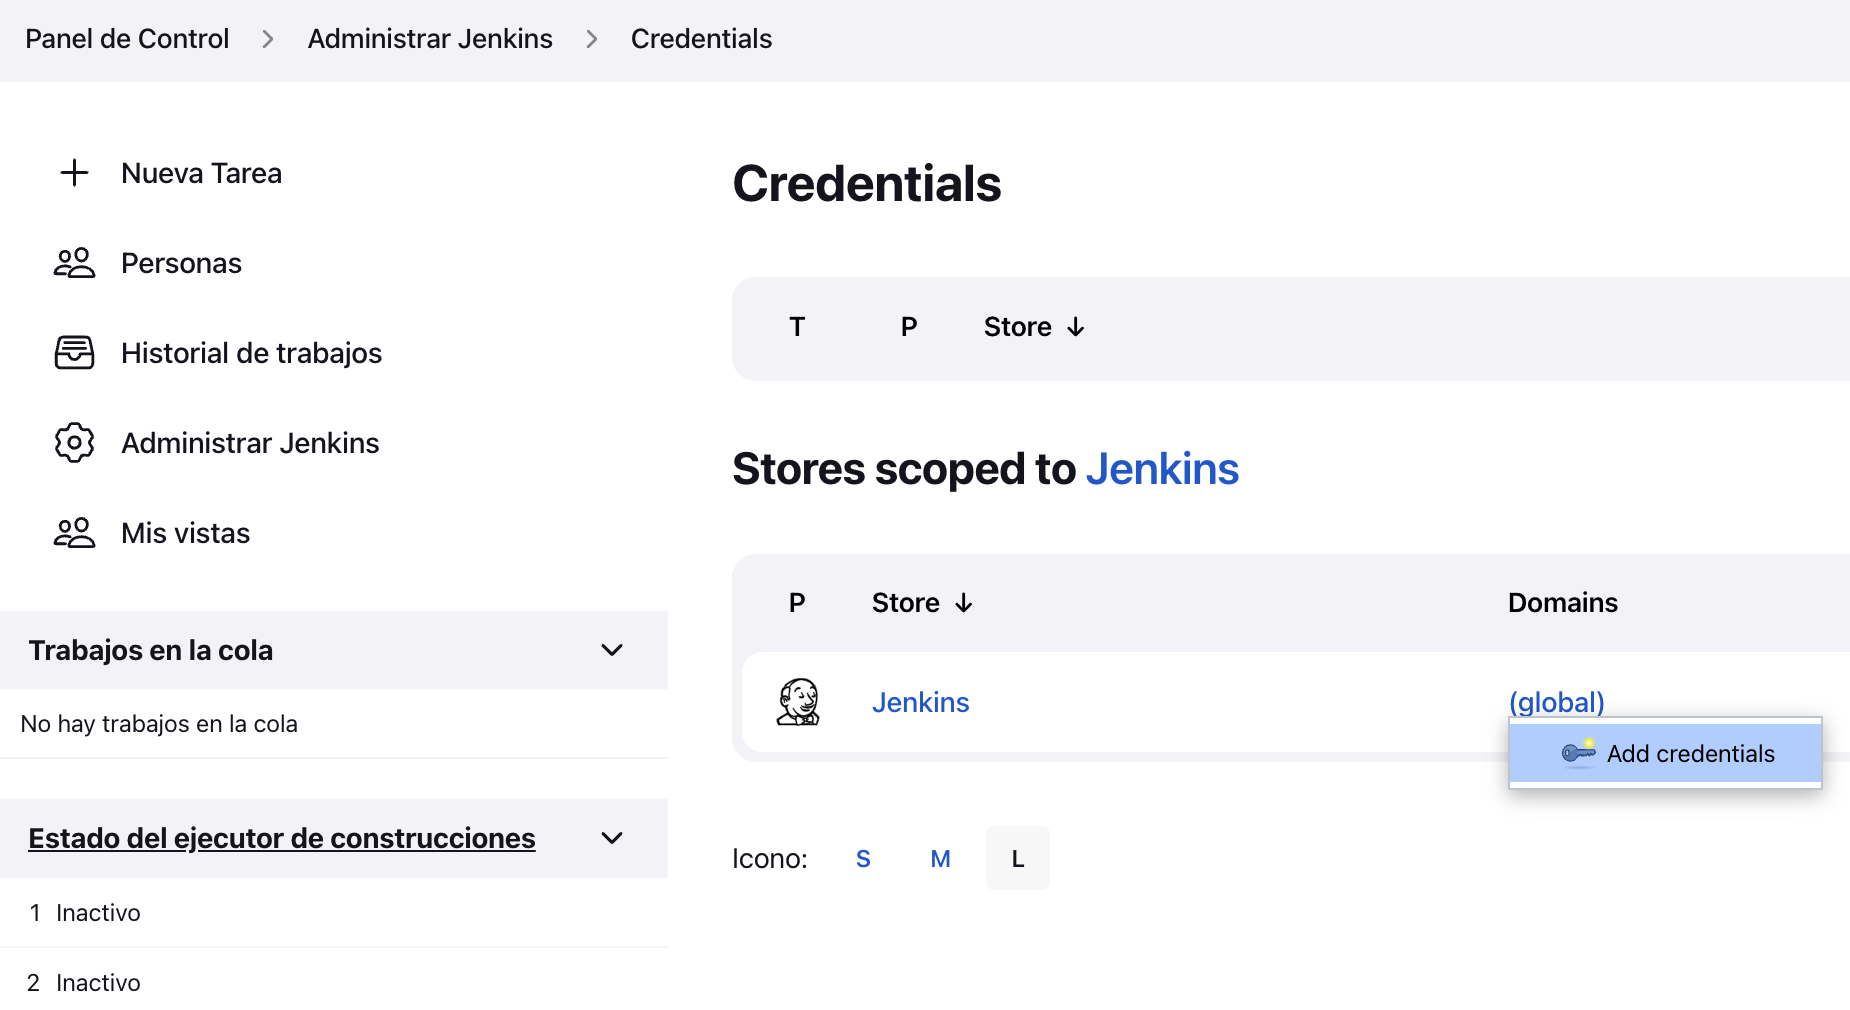 Panel de Control > Administrar Jenkins > Credentials
Nueva Tarea
Personas
Historial de trabajos
Administrar Jenkins
Mis vistas
Trabajos en la cola
No hay trabajos en la cola
Estado del ejecutor de construcciones
1 Inactivo
2 Inactivo
Credentials
T P Store ↓
Stores scoped to Jenkins
P Store ↓ Domains
Jenkins (global)
Add credentials
Icono: S M L